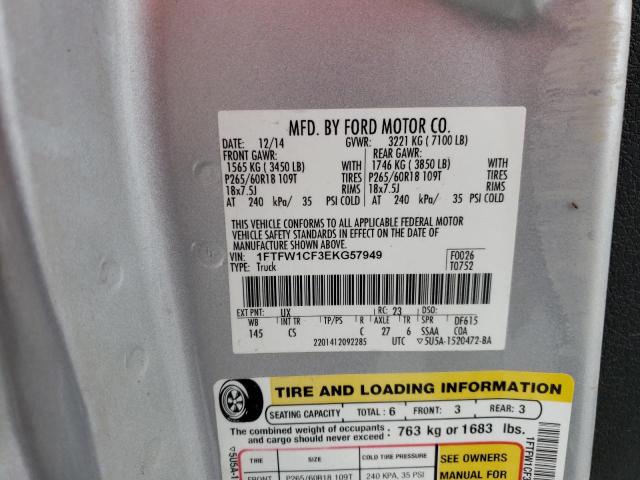 MFD. BY FORD MOTOR CO.
DATE: 12/14 GVWR: 3221 KG ( 7100 LB)
FRONT GAWR: REAR GAWR:
1565 KG ( 3450 LB) WITH 1746 KG ( 3850 LB) WITH
P265/60R18 109T TIRES P265/60R18 109T TIRES
18x7.5J RIMS 18x7.5J RIMS
AT 240 kPa/ 35 PSI COLD AT 240 kPa/ 35 PSI COLD
THIS VEHICLE CONFORMS TO ALL APPLICABLE FEDERAL MOTOR
VEHICLE SAFETY STANDARDS IN EFFECT ON THE DATE OF
MANUFACTURE SHOWN ABOVE.
VIN: 1FTFW1CF3EKG57949 F0026
TYPE: Truck T0752
EXT PNT: UX RC: 23 DSO:
WB INT TR TP/PS R AXLE TR SPR DF615
145 CS C 27 6 SSAA COA
2201412092285 UTC ▽5U5A-1520472-BA
TIRE AND LOADING INFORMATION
SEATING CAPACITY TOTAL : 6 FRONT: 3 REAR: 3
The combined weight of occupants
and cargo should never exceed : 763 kg or 1683 lbs.
TIRE SIZE COLD TIRE PRESSURE SEE OWNERS
FRONT P265/60R18 109T 240 KPA, 35 PSI MANUAL FOR
▽5U5A-1
1FTFW1CF3